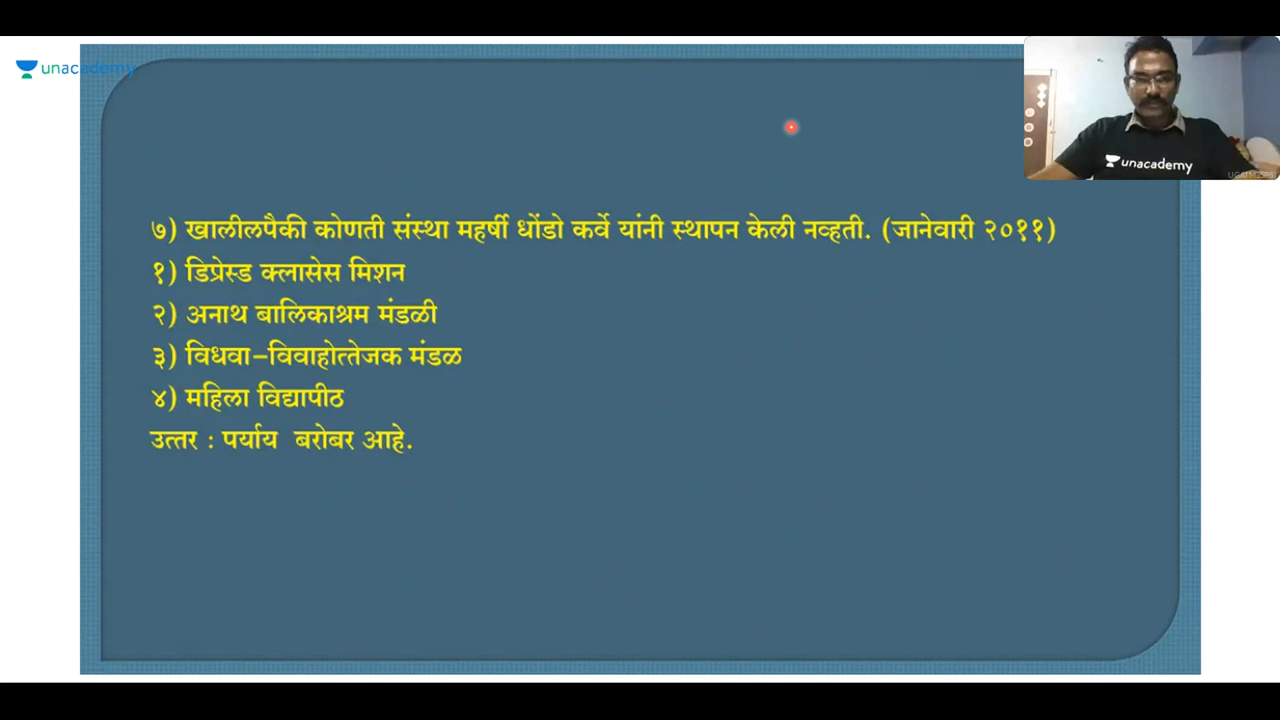 unacademy
unacademy
७) खालीलपैकी कोणती संस्था महर्षी धोंडो कर्वे यांनी स्थापन केली नव्हती. (जानेवारी २०११)
१) डिप्रेस्ड क्लासेस मिशन
२) अनाथ बालिकाश्रम मंडळी
३) विधवा-विवाहोत्तेजक मंडळ
४) महिला विद्यापीठ
उत्तर : पर्याय बरोबर आहे.